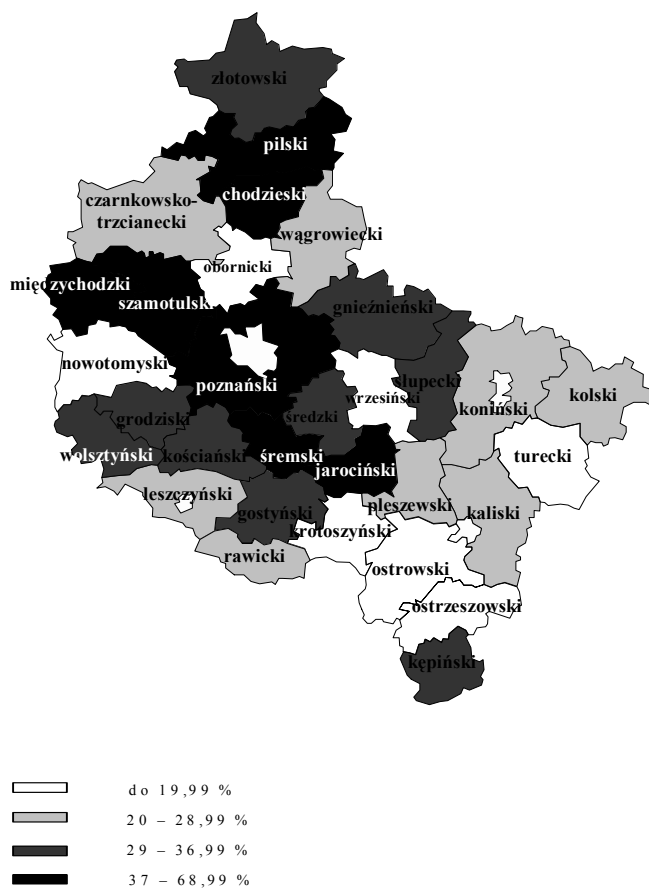 złotowski
pilski
chodzieski
czarnkowsko-
trzcianecki
wągrowiecki
obornicki
międzychodzki
szamotulski
gnieźnieński
nowotomyski
poznański
wrzesiński
słupecki
koniński
kolski
grodziski
średzki
wolsztyński
kościański
śremski
jarociński
turecki
leszczyński
pleszewski
kaliski
gostyński
krotoszyński
rawicki
ostrowski
ostrzeszowski
kępiński
do 19,99 %
20 – 28,99 %
29 – 36,99 %
37 – 68,99 %